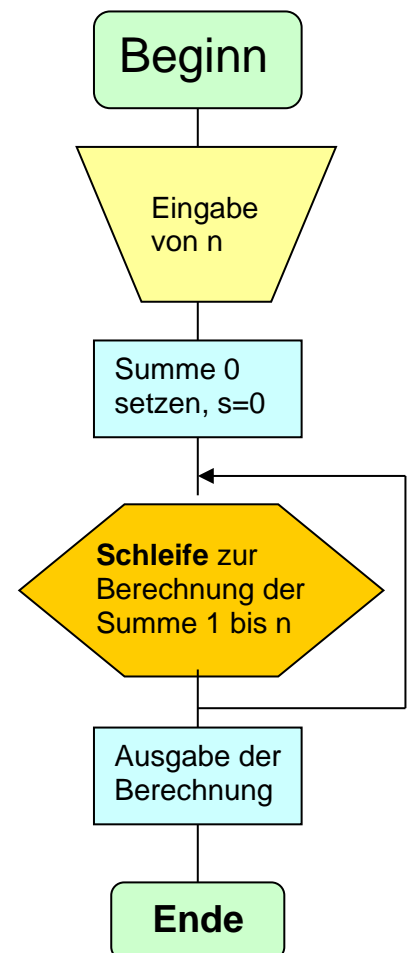 Beginn
Eingabe
von n
Summe 0
setzen, s=0
Schleife zur
Berechnung der
Summe 1 bis n
Ausgabe der
Berechnung
Ende